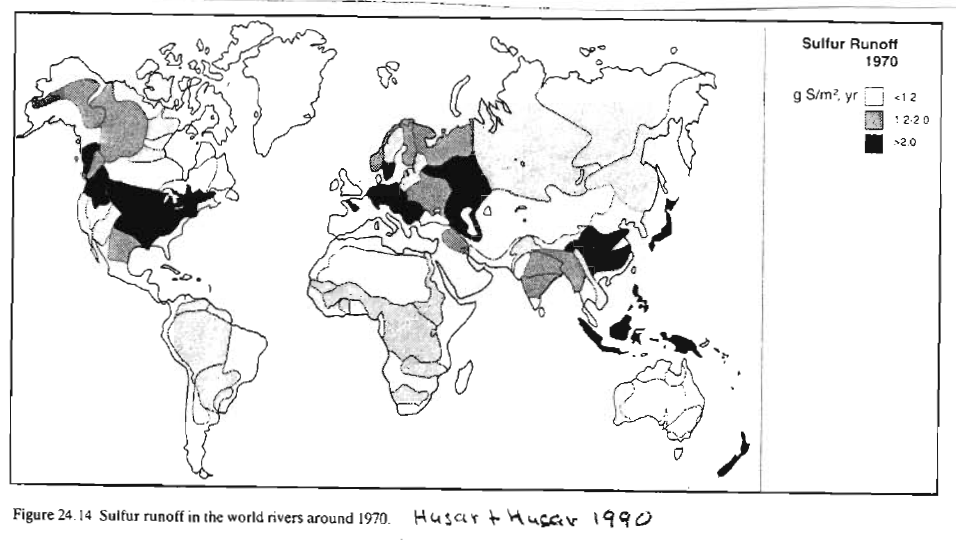 Sulfur Runoff
1970
g S/m², yr
<1 2
1 2-2 0
>2.0
Figure 24.14 Sulfur runoff in the world rivers around 1970. Husar + Husar 1990